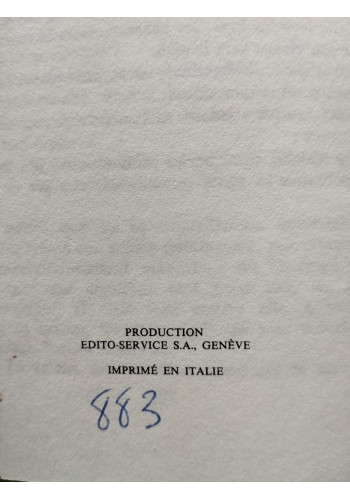 PRODUCTION
EDITO-SERVICE S.A., GENÈVE
IMPRIMÉ EN ITALIE
883